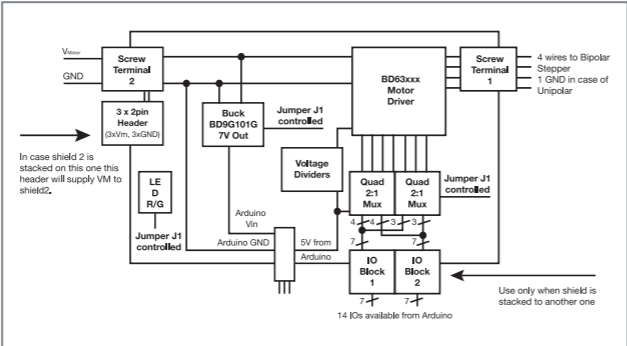 VMotor
GND
Screw
Terminal
2
3 x 2pin
Header
(3xVm, 3xGND)
In case shield 2 is
stacked on this one this
header will supply VM to
shield2.
LE
D
R/G
Jumper J1
controlled
Buck
BD9G101G
7V Out
Jumper J1
controlled
Arduino
Vin
Arduino GND
5V from
Arduino
Voltage
Dividers
BD63xxx
Motor
Driver
Screw
Terminal
1
4 wires to Bipolar
Stepper
1 GND in case of
Unipolar
Quad
2:1
Mux
Quad
2:1
Mux
Jumper J1
controlled
4 4 3 3
7 7
IO
Block
1
IO
Block
2
7 7
14 IOs available from Arduino
Use only when shield is
stacked to another one